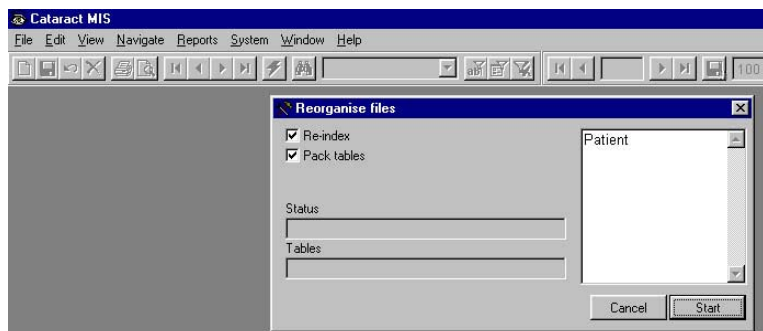 Cataract MIS
File Edit View Navigate Reports System Window Help
100
Reorganise files
Re-index
Pack tables
Patient
Status
Tables
Cancel Start